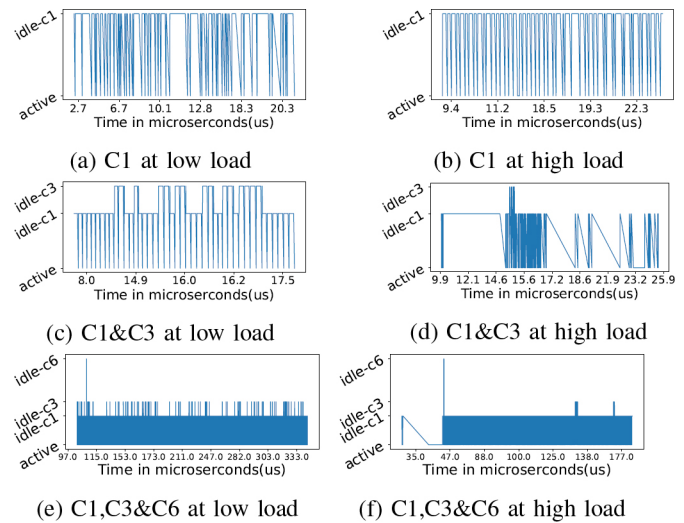 idle-c1
active
2.7 6.7 10.1 12.8 18.3 20.3
Time in microserconds(us)
(a) C1 at low load
idle-c1
active
9.4 11.2 18.5 19.3 22.3
Time in microserconds(us)
(b) C1 at high load
idle-c3
idle-c1
active
8.0 14.9 16.0 16.2 17.5
Time in microserconds(us)
(c) C1&C3 at low load
idle-c3
idle-c1
active
9.9 12.1 14.6 15.6 17.2 18.6 21.9 23.2 25.9
Time in microserconds(us)
(d) C1&C3 at high load
idle-c6
idle-c3
idle-c1
active
97.0 115.0 153.0 173.0 211.0 247.0 282.0 302.0 333.0
Time in microserconds(us)
(e) C1,C3&C6 at low load
idle-c6
idle-c3
idle-c1
active
35.0 47.0 88.0 100.0 138.0 177.0
Time in microserconds(us)
(f) C1,C3&C6 at high load